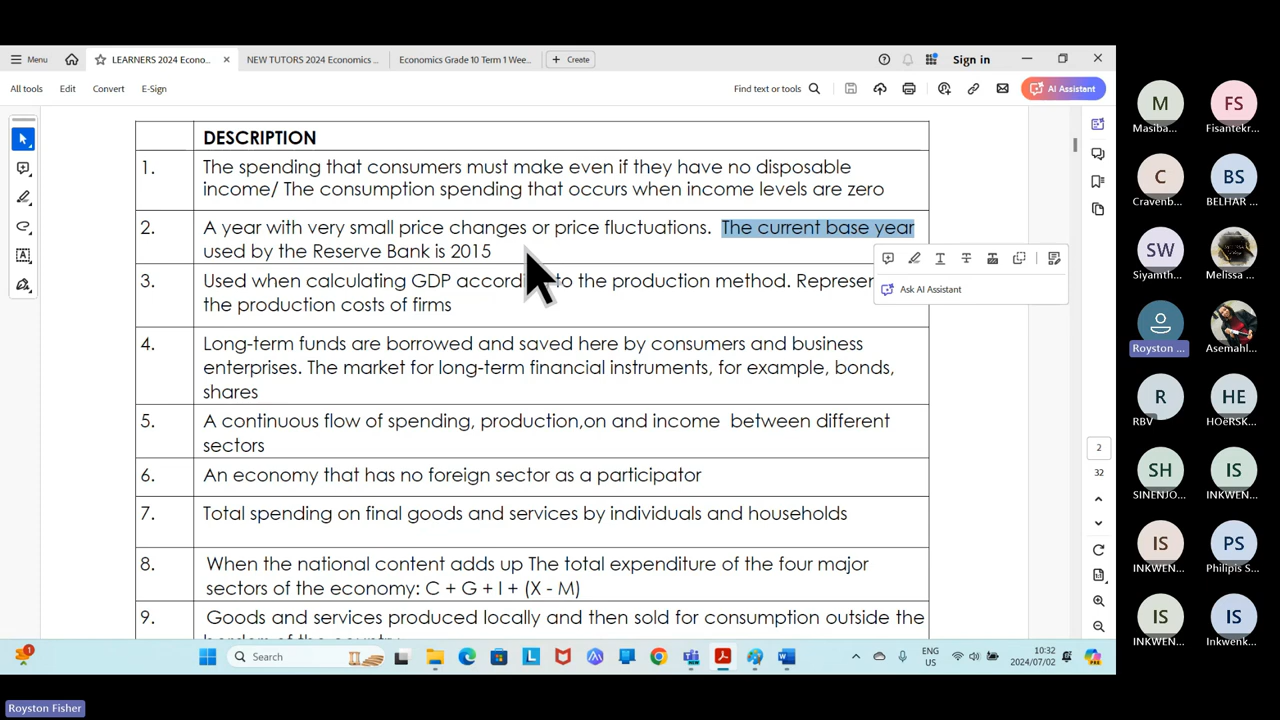 Menu
LEARNERS 2024 Econo...
NEW TUTORS 2024 Economics ...
Economics Grade 10 Term 1 Wee...
+ Create
Sign in
All tools
Edit
Convert
E-Sign
Find text or tools
AI Assistant
DESCRIPTION
1.
The spending that consumers must make even if they have no disposable
income/ The consumption spending that occurs when income levels are zero
2.
A year with very small price changes or price fluctuations. The current base year
used by the Reserve Bank is 2015
Ask AI Assistant
3.
Used when calculating GDP to the production method.
the production costs of firms
4.
Long-term funds are borrowed and saved here by consumers and business
enterprises. The market for long-term financial instruments, for example, bonds,
shares
5.
A continuous flow of spending, production,on and income between different
sectors
6.
An economy that has no foreign sector as a participator
7.
Total spending on final goods and services by individuals and households
8.
When the national content adds up The total expenditure of the four major
sectors of the economy: C + G + I + (X - M)
9.
Goods and services produced locally and then sold for consumption outside the
2
32
Search
ENG
US
10:32
2024/07/02
M
Masiba...
FS
Fisantekr...
C
Cravenb...
BS
BELHAR ...
SW
Siyamth...
Melissa ...
Royston ...
Asemahl...
R
RBV
HE
HOërSK...
SH
SINENJO...
IS
INKWEN...
IS
INKWEN...
PS
Philipis S...
IS
INKWEN...
IS
Inkwenk...
Royston Fisher